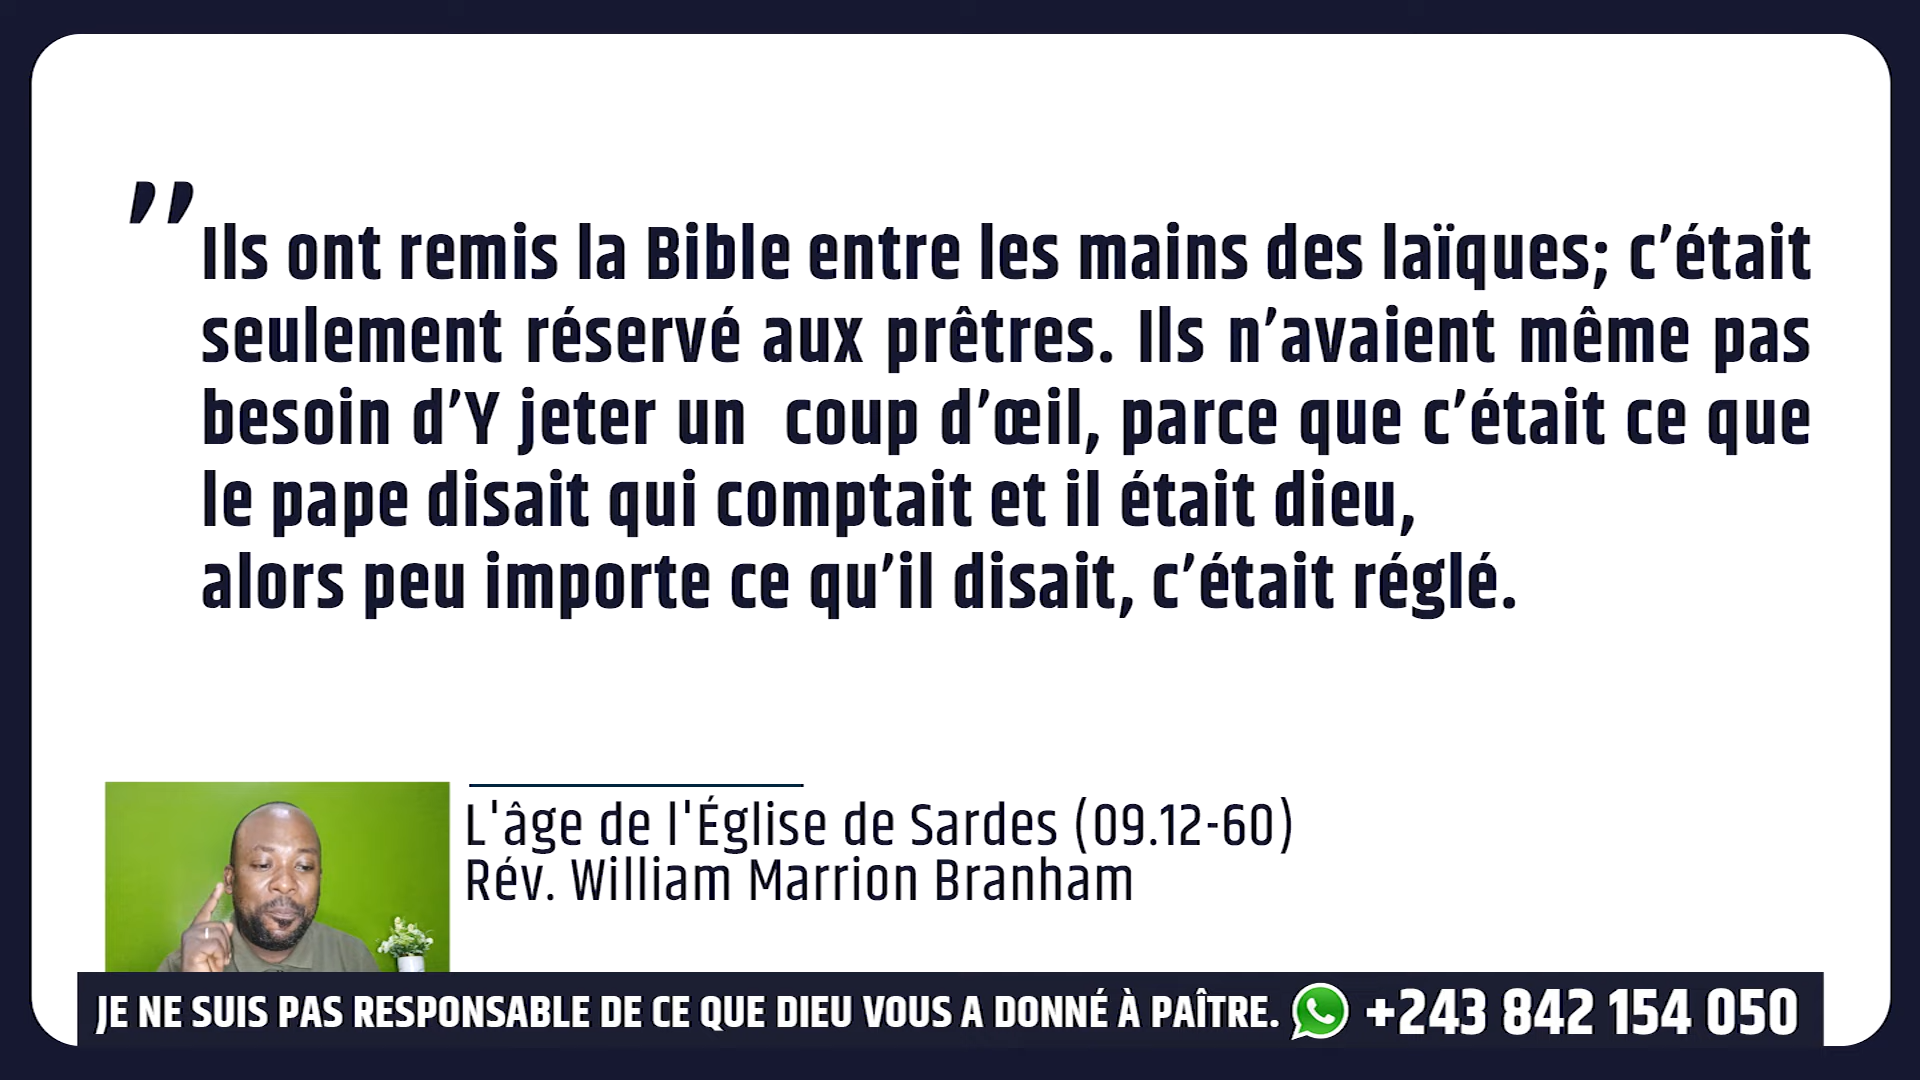 ” Ils ont remis la Bible entre les mains des laïques; c’était
seulement réservé aux prêtres. Ils n’avaient même pas
besoin d’Y jeter un  coup d’œil, parce que c’était ce que
le pape disait qui comptait et il était dieu,
alors peu importe ce qu’il disait, c’était réglé.
L'âge de l'Église de Sardes (09.12-60)
Rév. William Marrion Branham
JE NE SUIS PAS RESPONSABLE DE CE QUE DIEU VOUS A DONNÉ À PAÎTRE. +243 842 154 050